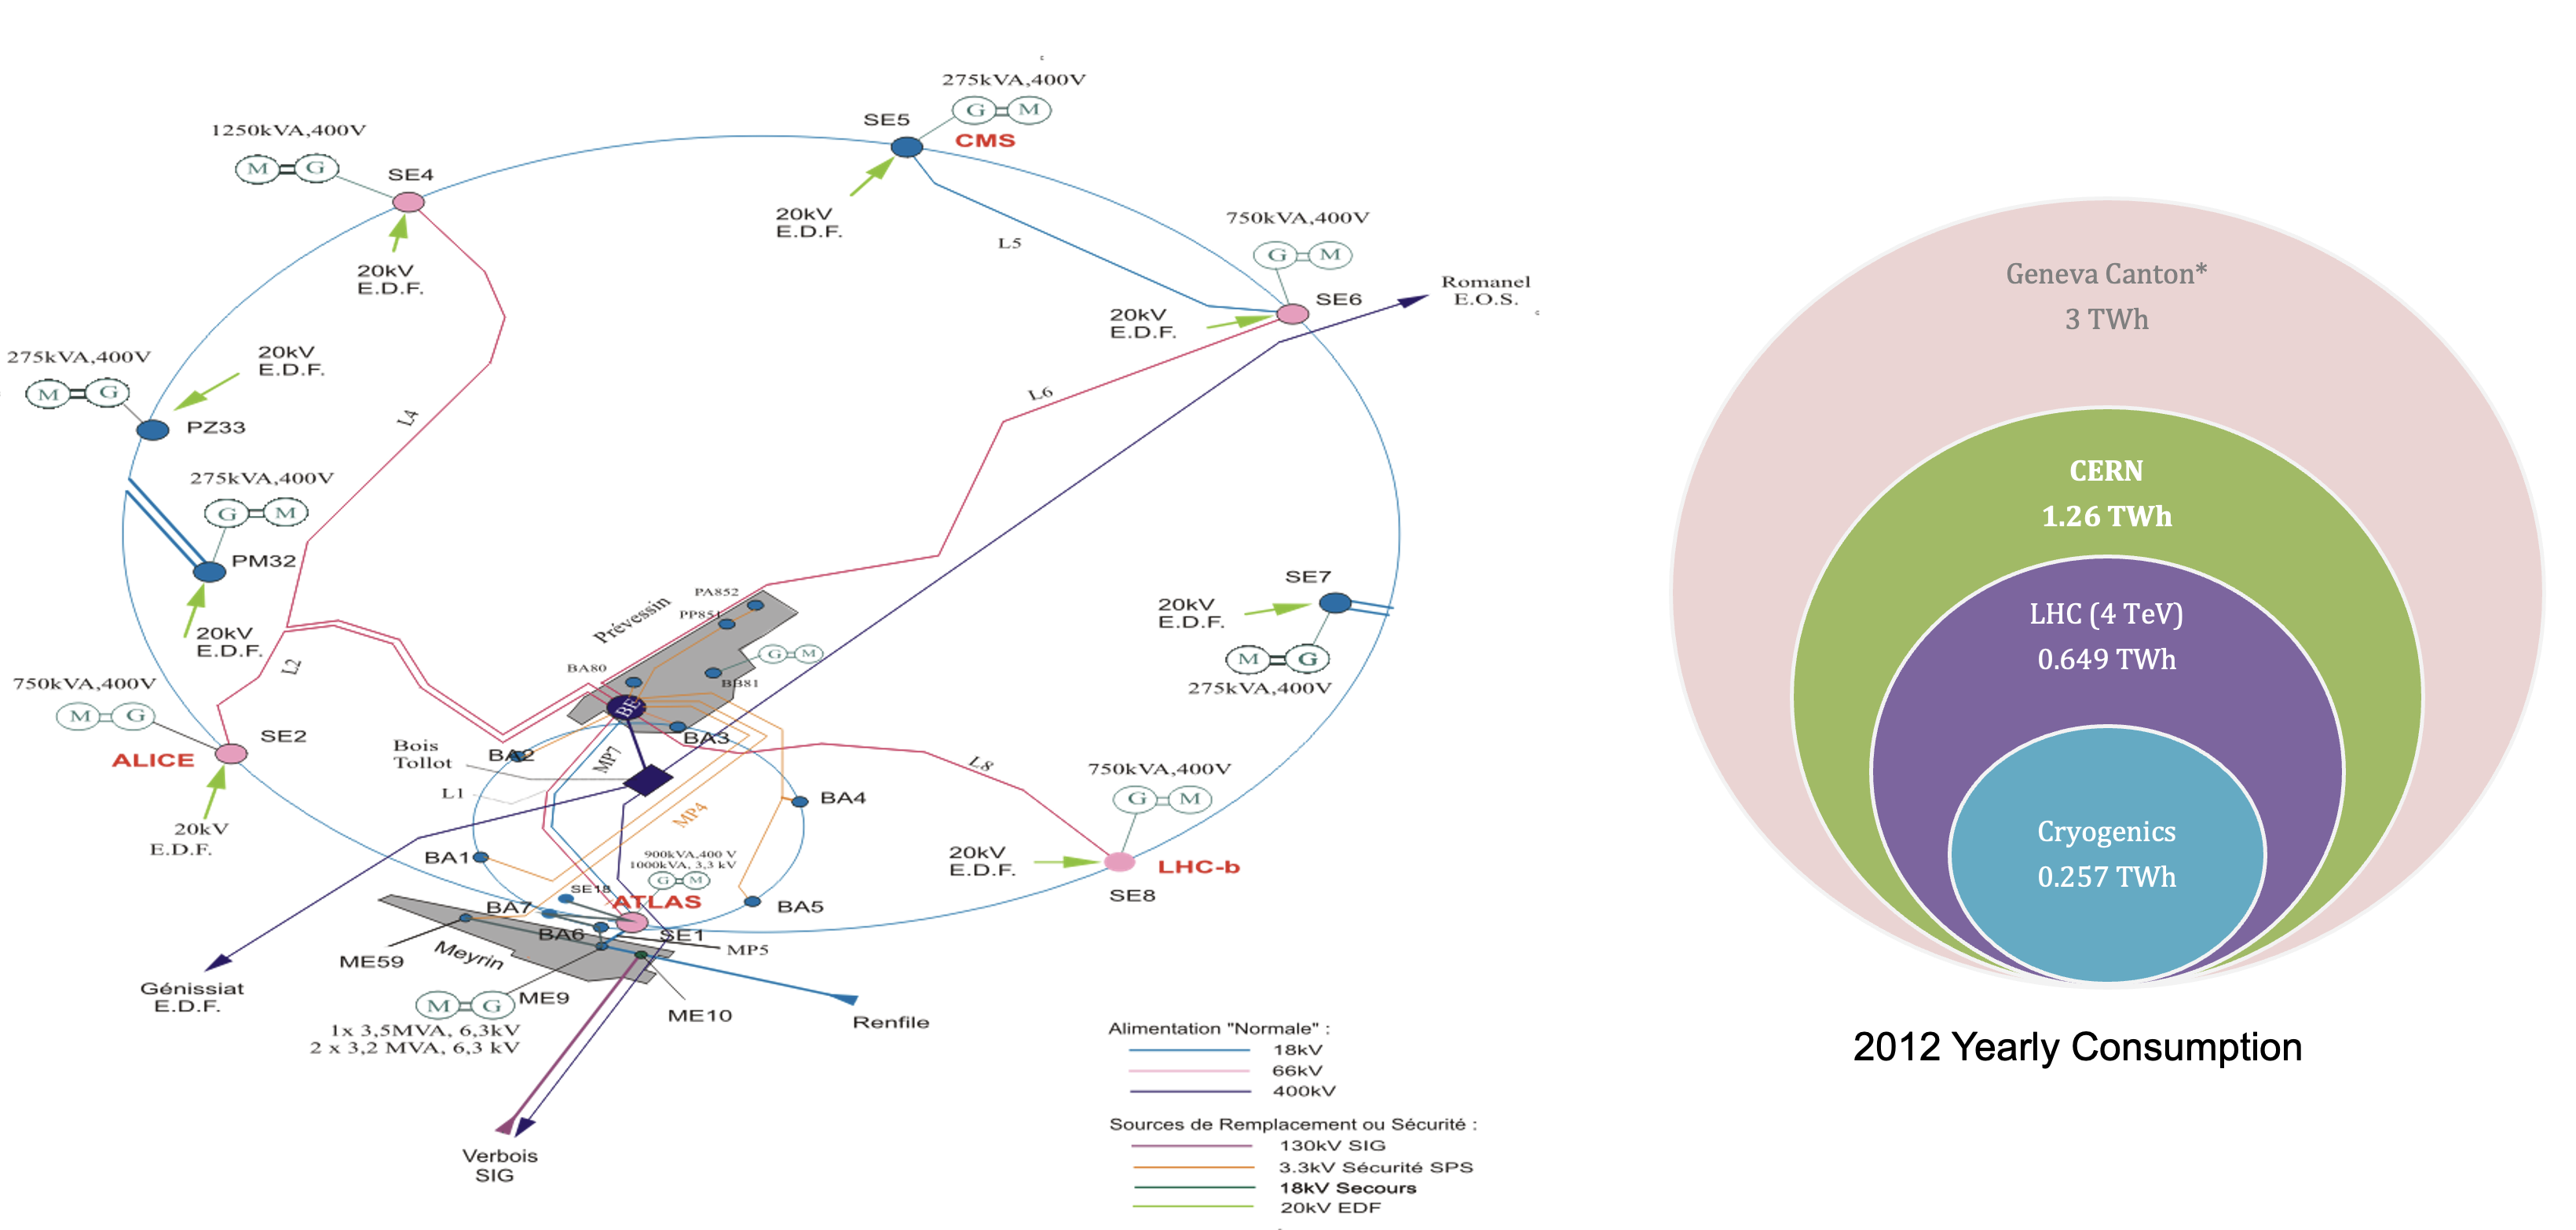 275kVA,400V
G M
SE5
CMS
1250kVA,400V
M G
SE4
20kV
E.D.F.
L5
750kVA,400V
G M
SE6
Romanel
E.O.S.
20kV
E.D.F.
20kV
E.D.F.
275kVA,400V
M G
20kV
E.D.F.
PZ33
L4
L6
275kVA,400V
G M
PM32
20kV
E.D.F.
L2
Prévessin
PA852
PP851
BA80
G M
BB81
BE
SE7
20kV
E.D.F.
M G
275kVA,400V
750kVA,400V
M G
SE2
ALICE
20kV
E.D.F.
Bois
Tollot
L1
BA2
MP7
BA3
L8
MP4
BA4
750kVA,400V
G M
20kV
E.D.F.
LHC-b
SE8
BA1
900kVA,400 V
1000kVA, 3,3 kV
G M
SE18
ATLAS
BA7
BA5
BA6
SE1
MP5
ME59
Meyrin
Génissiat
E.D.F.
M G
ME9
1x 3,5MVA, 6,3kV
2 x 3,2 MVA, 6,3 kV
ME10
Renfile
Verbois
SIG
Alimentation "Normale" :
18kV
66kV
400kV
Sources de Remplacement ou Sécurité :
130kV SIG
3.3kV Sécurité SPS
18kV Secours
20kV EDF
Geneva Canton*
3 TWh
CERN
1.26 TWh
LHC (4 TeV)
0.649 TWh
Cryogenics
0.257 TWh
2012 Yearly Consumption